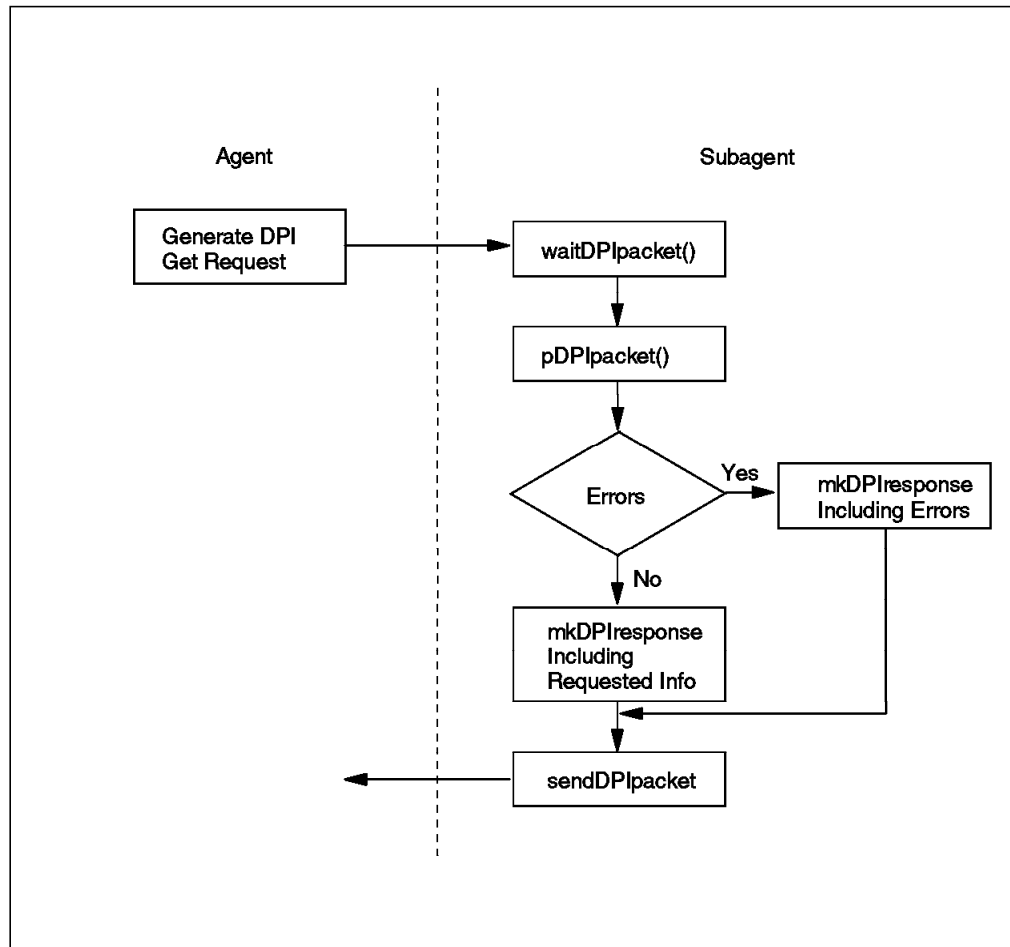 Agent
Subagent
Generate DPI
Get Request
waitDPIpacket()
pDPIpacket()
Errors
Yes
mkDPIresponse
Including Errors
No
mkDPIresponse
Including
Requested Info
sendDPIpacket